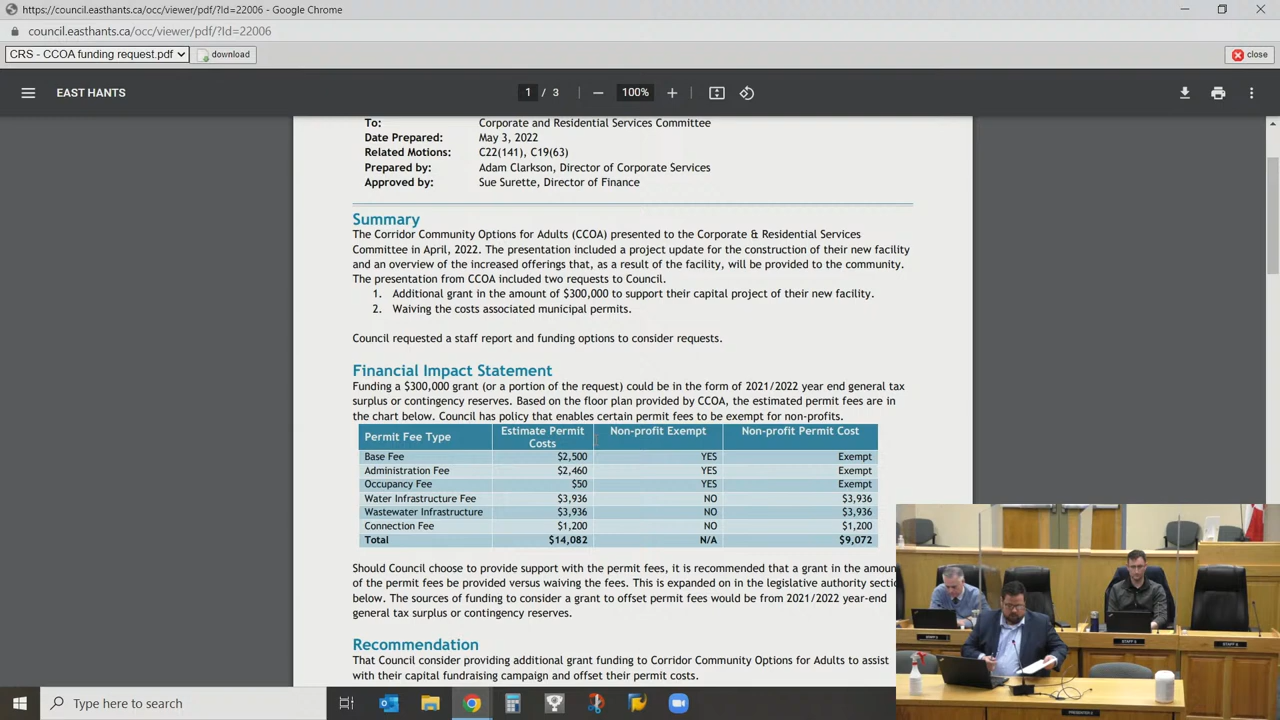 https://council.easthants.ca/occ/viewer/pdf/?Id=22006 - Google Chrome
council.easthants.ca/occ/viewer/pdf/?Id=22006
CRS - CCOA funding request.pdf download close
EAST HANTS 1 / 3 100%
To: Corporate and Residential Services Committee
Date Prepared: May 3, 2022
Related Motions: C22(141), C19(63)
Prepared by: Adam Clarkson, Director of Corporate Services
Approved by: Sue Surette, Director of Finance
Summary
The Corridor Community Options for Adults (CCOA) presented to the Corporate & Residential Services
Committee in April, 2022. The presentation included a project update for the construction of their new facility
and an overview of the increased offerings that, as a result of the facility, will be provided to the community.
The presentation from CCOA included two requests to Council.
1. Additional grant in the amount of $300,000 to support their capital project of their new facility.
2. Waiving the costs associated municipal permits.
Council requested a staff report and funding options to consider requests.
Financial Impact Statement
Funding a $300,000 grant (or a portion of the request) could be in the form of 2021/2022 year end general tax
surplus or contingency reserves. Based on the floor plan provided by CCOA, the estimated permit fees are in
the chart below. Council has policy that enables certain permit fees to be exempt for non-profits.
Permit Fee Type Estimate Permit Costs Non-profit Exempt Non-profit Permit Cost
Base Fee $2,500 YES Exempt
Administration Fee $2,460 YES Exempt
Occupancy Fee $50 YES Exempt
Water Infrastructure Fee $3,936 NO $3,936
Wastewater Infrastructure $3,936 NO $3,936
Connection Fee $1,200 NO $1,200
Total $14,082 N/A $9,072
Should Council choose to provide support with the permit fees, it is recommended that a grant in the amoun
of the permit fees be provided versus waiving the fees. This is expanded on in the legislative authority sectio
below. The sources of funding to consider a grant to offset permit fees would be from 2021/2022 year-end
general tax surplus or contingency reserves.
Recommendation
That Council consider providing additional grant funding to Corridor Community Options for Adults to assist
with their capital fundraising campaign and offset their permit costs.
Type here to search